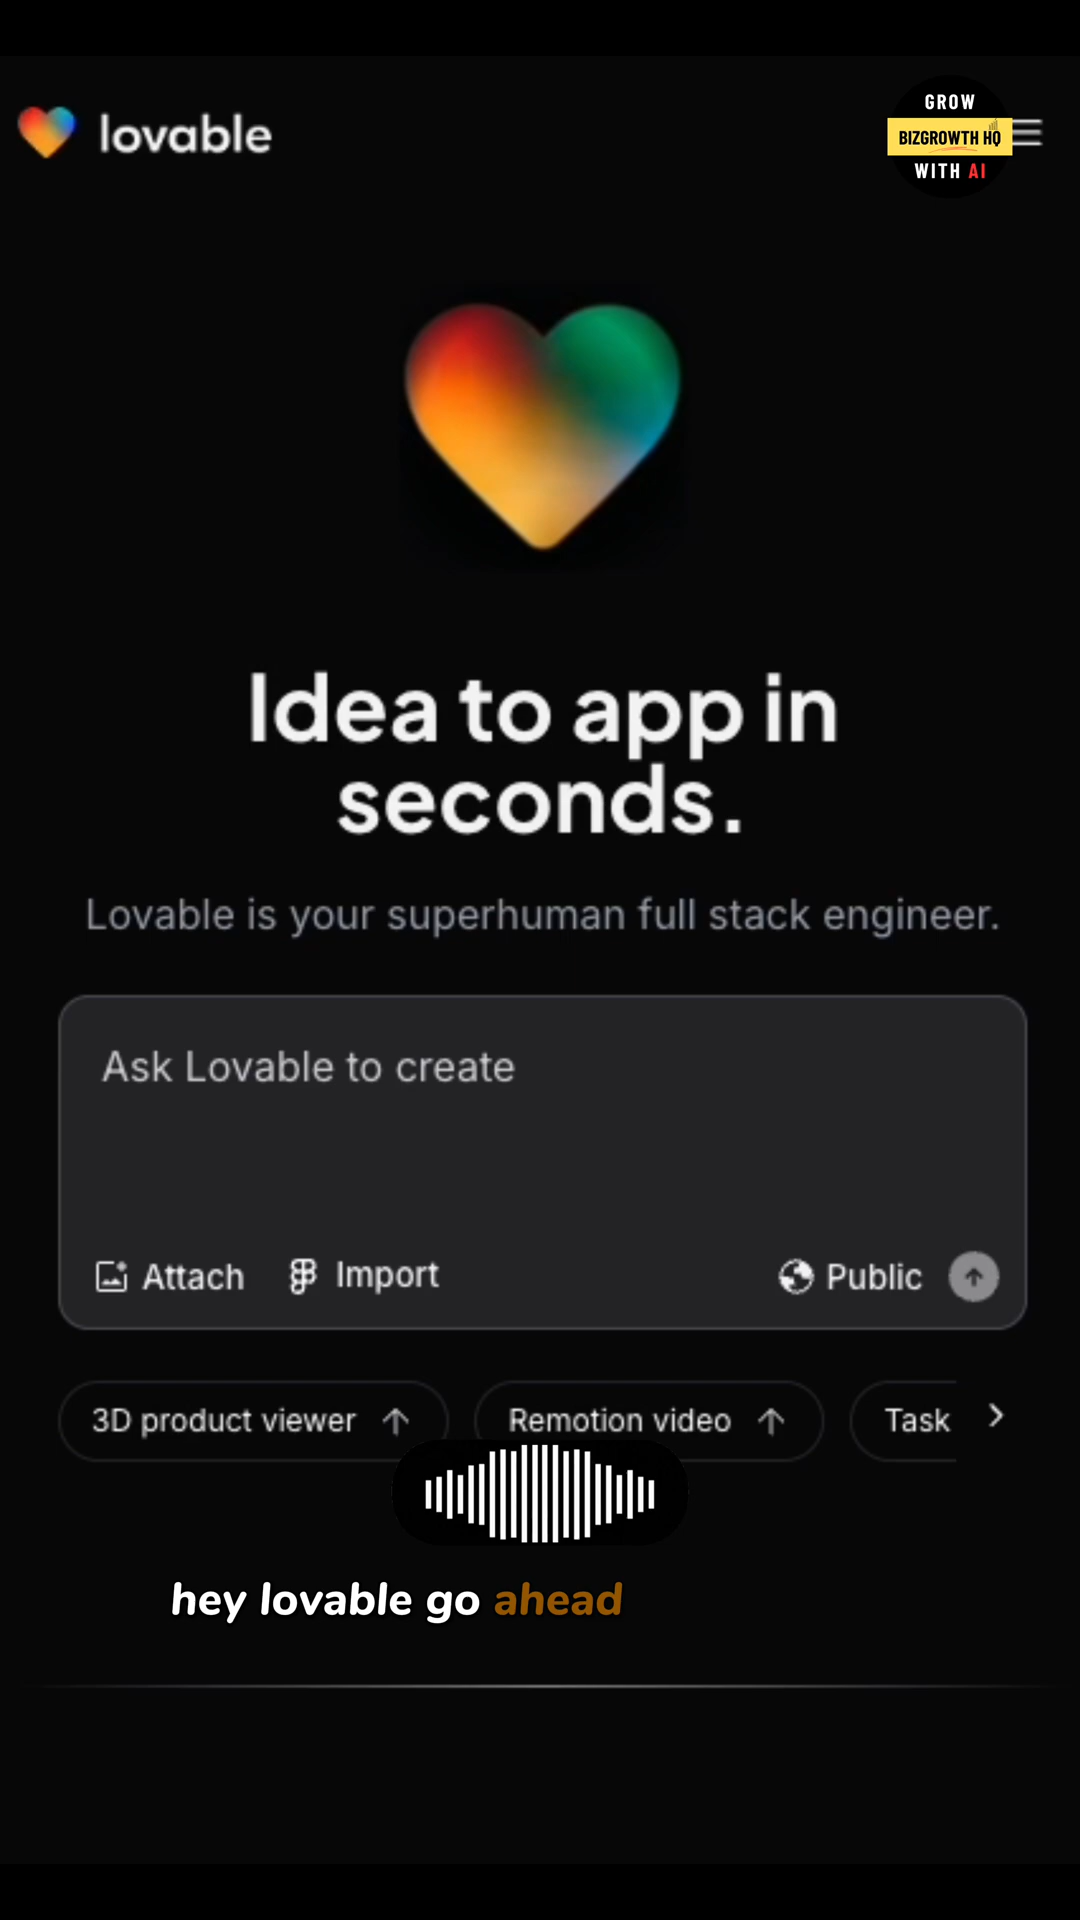 lovable
GROW
BIZGROWTH HQ
WITH AI
Idea to app in
seconds.
Lovable is your superhuman full stack engineer.
Ask Lovable to create
Attach Import Public
3D product viewer Remotion video Task
hey lovable go ahead